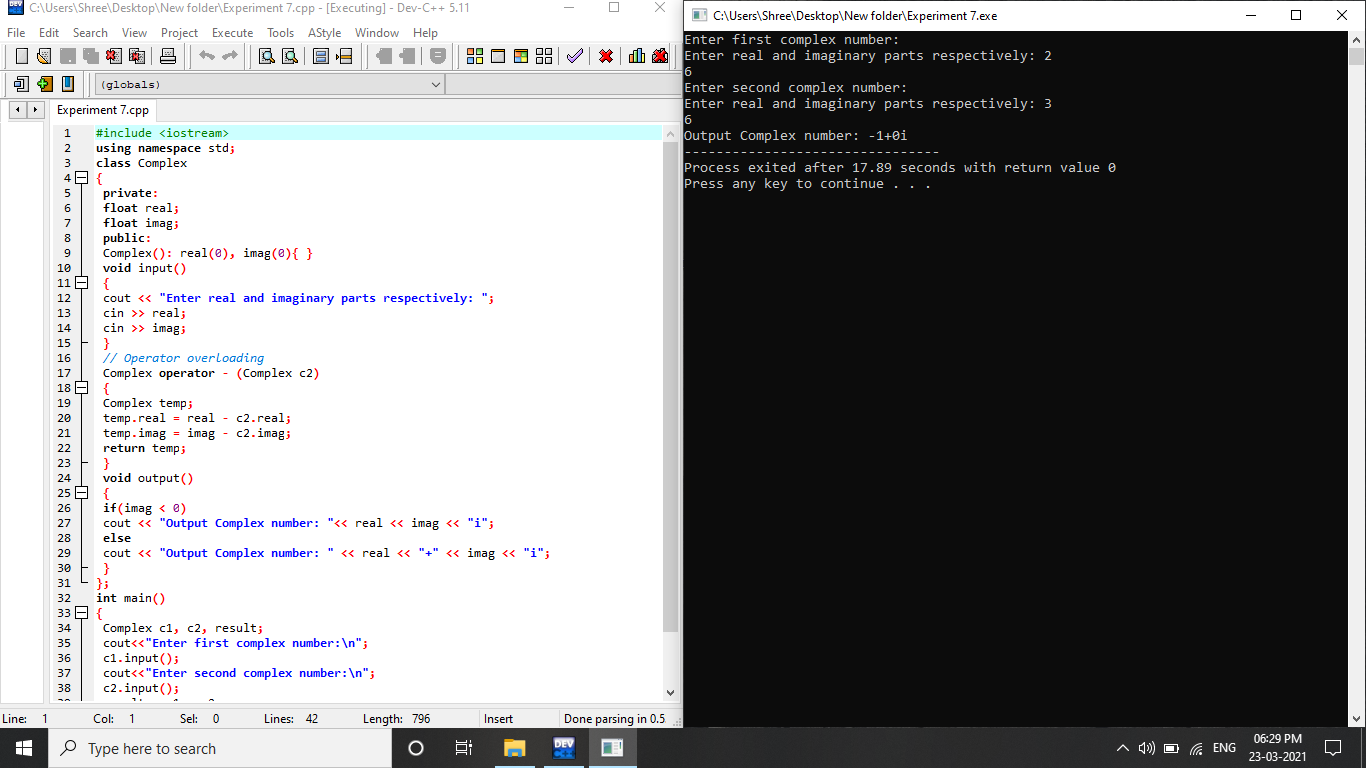 C:\Users\Shree\Desktop\New folder\Experiment 7.cpp - [Executing] - Dev-C++ 5.11
File Edit Search View Project Execute Tools AStyle Window Help
(globals)
Experiment 7.cpp
1 #include <iostream>
2 using namespace std;
3 class Complex
4 {
5 private:
6 float real;
7 float imag;
8 public:
9 Complex(): real(0), imag(0){ }
10 void input()
11 {
12 cout << "Enter real and imaginary parts respectively: ";
13 cin >> real;
14 cin >> imag;
15 }
16 // Operator overloading
17 Complex operator - (Complex c2)
18 {
19 Complex temp;
20 temp.real = real - c2.real;
21 temp.imag = imag - c2.imag;
22 return temp;
23 }
24 void output()
25 {
26 if(imag < 0)
27 cout << "Output Complex number: "<< real << imag << "i";
28 else
29 cout << "Output Complex number: " << real << "+" << imag << "i";
30 }
31 };
32 int main()
33 {
34 Complex c1, c2, result;
35 cout<<"Enter first complex number:\n";
36 c1.input();
37 cout<<"Enter second complex number:\n";
38 c2.input();
Line: 1 Col: 1 Sel: 0 Lines: 42 Length: 796 Insert Done parsing in 0.5
C:\Users\Shree\Desktop\New folder\Experiment 7.exe
Enter first complex number:
Enter real and imaginary parts respectively: 2
6
Enter second complex number:
Enter real and imaginary parts respectively: 3
6
Output Complex number: -1+0i
--------------------------------
Process exited after 17.89 seconds with return value 0
Press any key to continue . . .
Type here to search
DEV
ENG
06:29 PM
23-03-2021